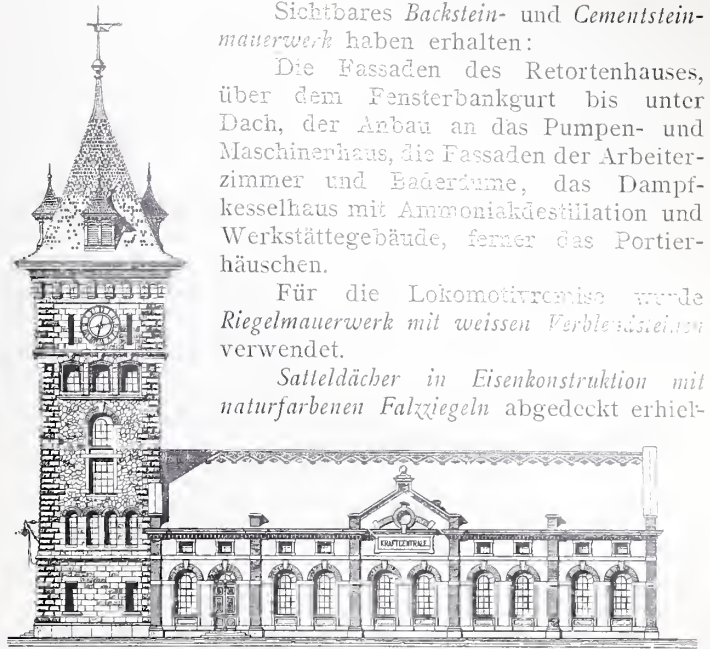 Sichtbares Backstein- und Cementstein-
mauerwerk haben erhalten:
Die Fassaden des Retortenhauses,
über dem Fensterbankgurt bis unter
Dach, der Anbau an das Pumpen- und
Maschinenhaus, die Fassaden der Arbeiter-
zimmer und Baderäume, das Dampf-
kesselhaus mit Ammoniakdestillation und
Werkstättegebäude, ferner das Portier-
häuschen.
Für die Lokomotivremise wurde
Riegelmauerwerk mit weissen Verblendsteinen
verwendet.
Satteldächer in Eisenkonstruktion mit
naturfarbenen Falzziegeln abgedeckt erhiel-
KRAFTCENTRALE